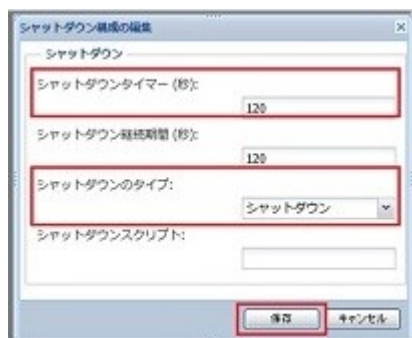 シャットダウン構成の編集
シャットダウン
シャットダウンタイマー (秒):
120
シャットダウン継続期間 (秒):
120
シャットダウンのタイプ:
シャットダウン
シャットダウンスクリプト:
保存 キャンセル